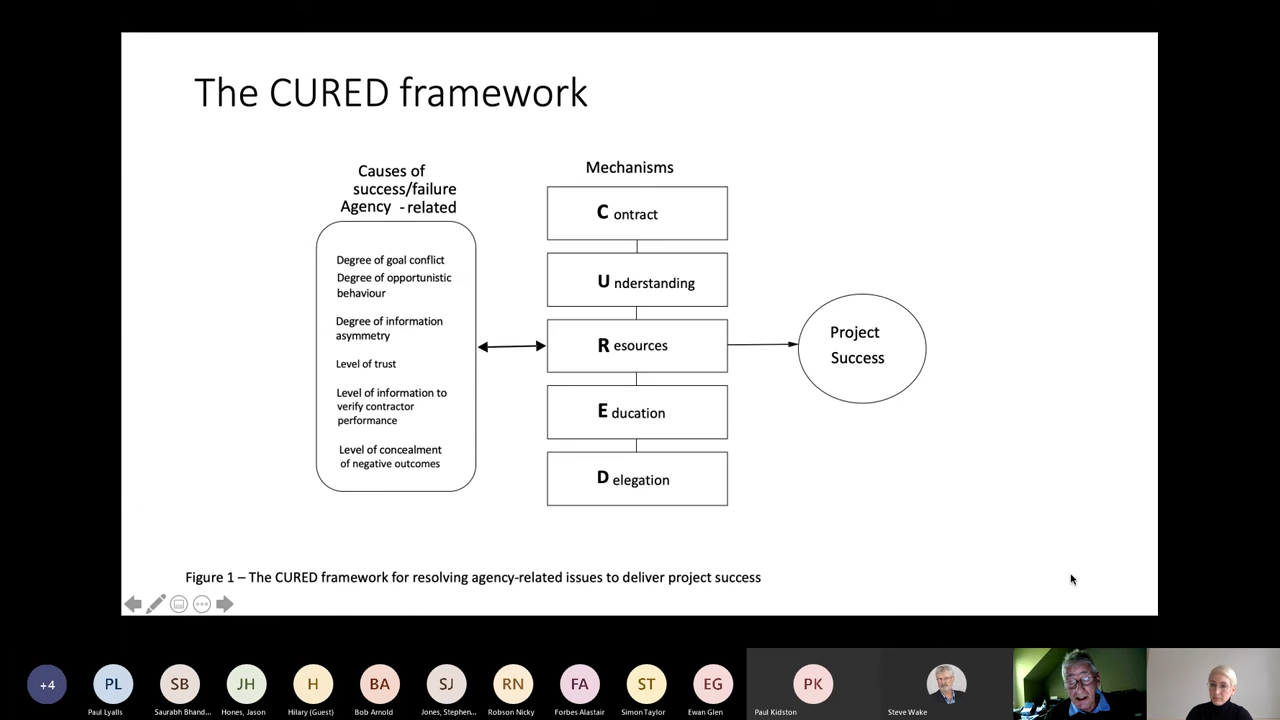 The CURED framework
Causes of
success/failure
Agency - related
Degree of goal conflict
Degree of opportunistic
behaviour
Degree of information
asymmetry
Level of trust
Level of information to
verify contractor
performance
Level of concealment
of negative outcomes
Mechanisms
C ontract
U nderstanding
R esources
E ducation
D elegation
Project
Success
Figure 1 – The CURED framework for resolving agency-related issues to deliver project success
+4
PL
SB
JH
H
BA
SJ
RN
FA
ST
EG
PK
Paul Lyalls
Saurabh Bhand...
Hones, Jason
Hilary (Guest)
Bob Arnold
Jones, Stephen...
Robson Nicky
Forbes Alastair
Simon Taylor
Ewan Glen
Paul Kidston
Steve Wake